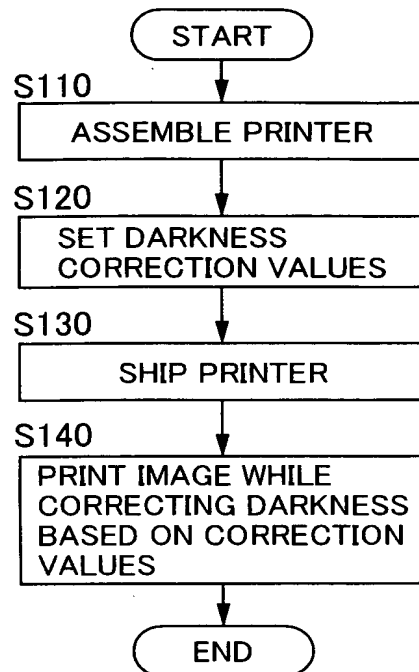 START
S110
ASSEMBLE PRINTER
S120
SET DARKNESS
CORRECTION VALUES
S130
SHIP PRINTER
S140
PRINT IMAGE WHILE
CORRECTING DARKNESS
BASED ON CORRECTION
VALUES
END